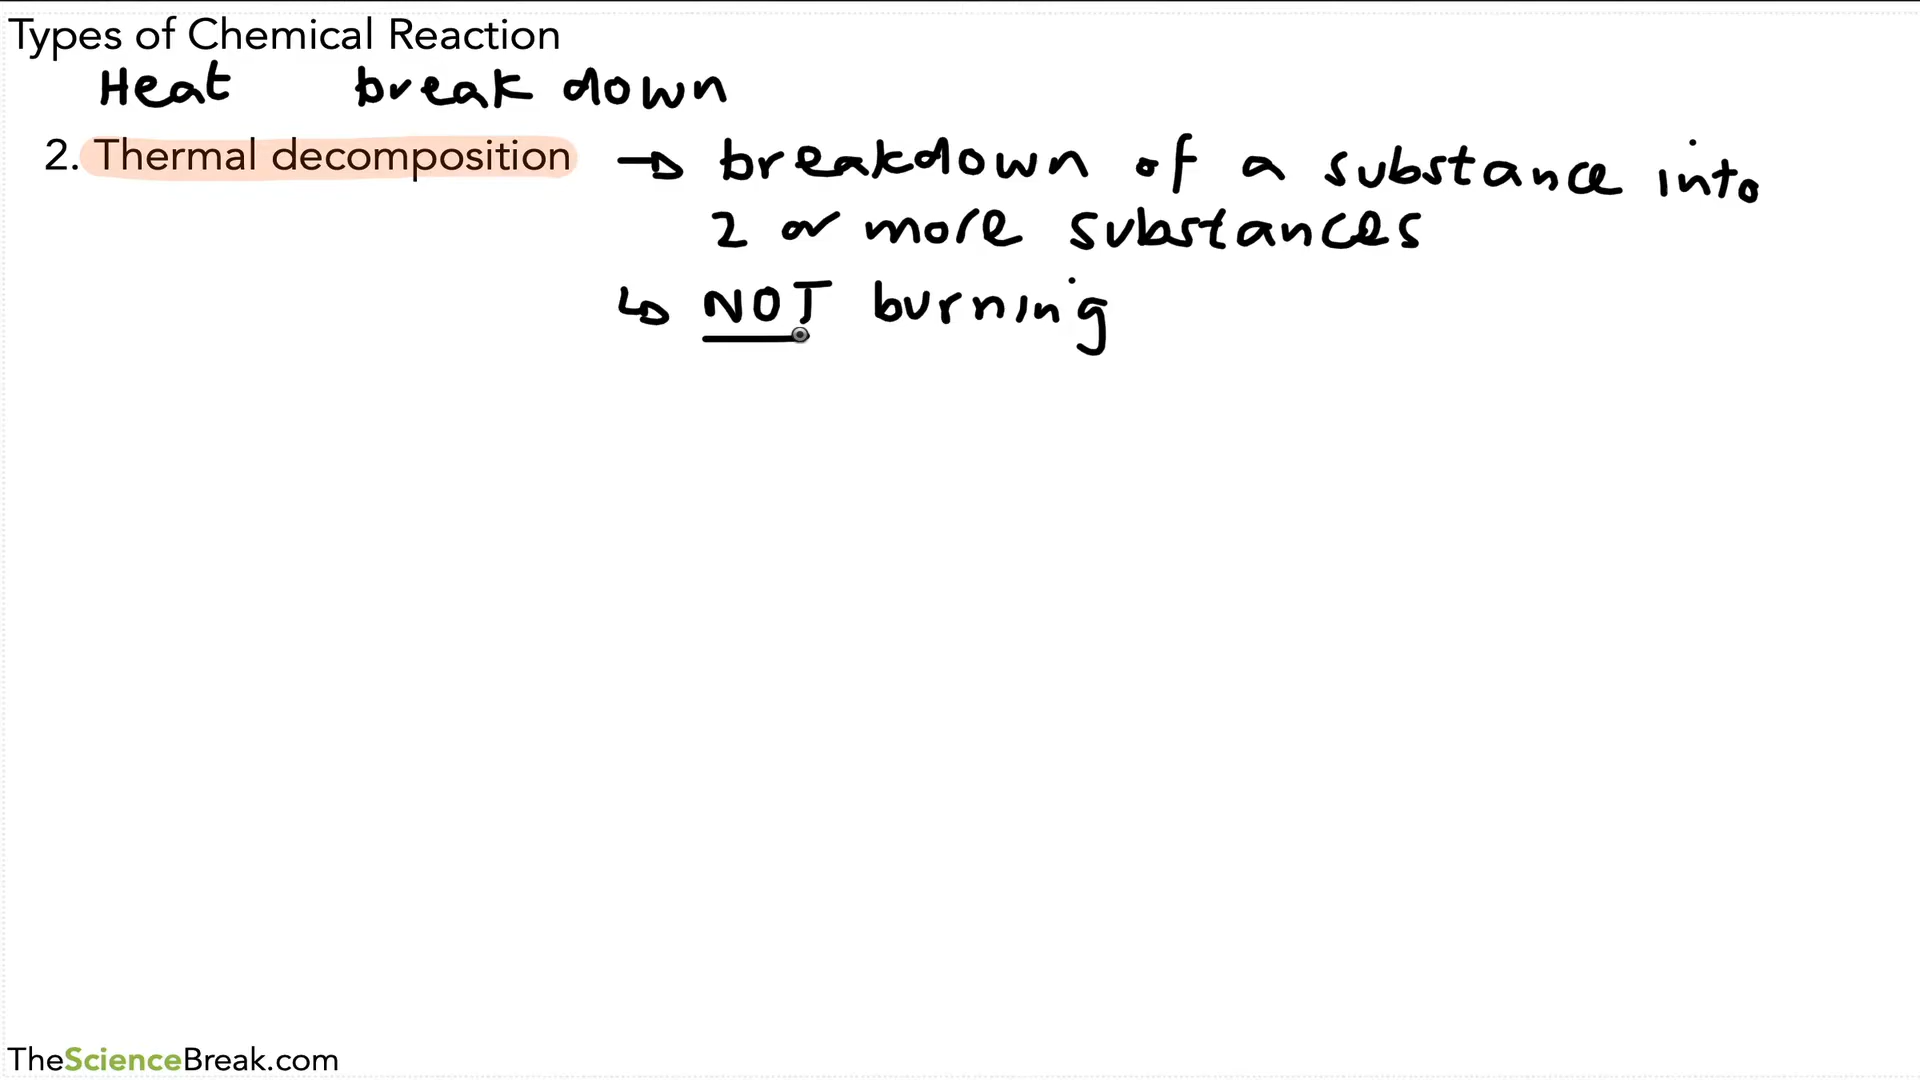 Types of Chemical Reaction
Heat break down
2. Thermal decomposition → breakdown of a substance into
2 or more substances
↳ NOT burning
TheScienceBreak.com